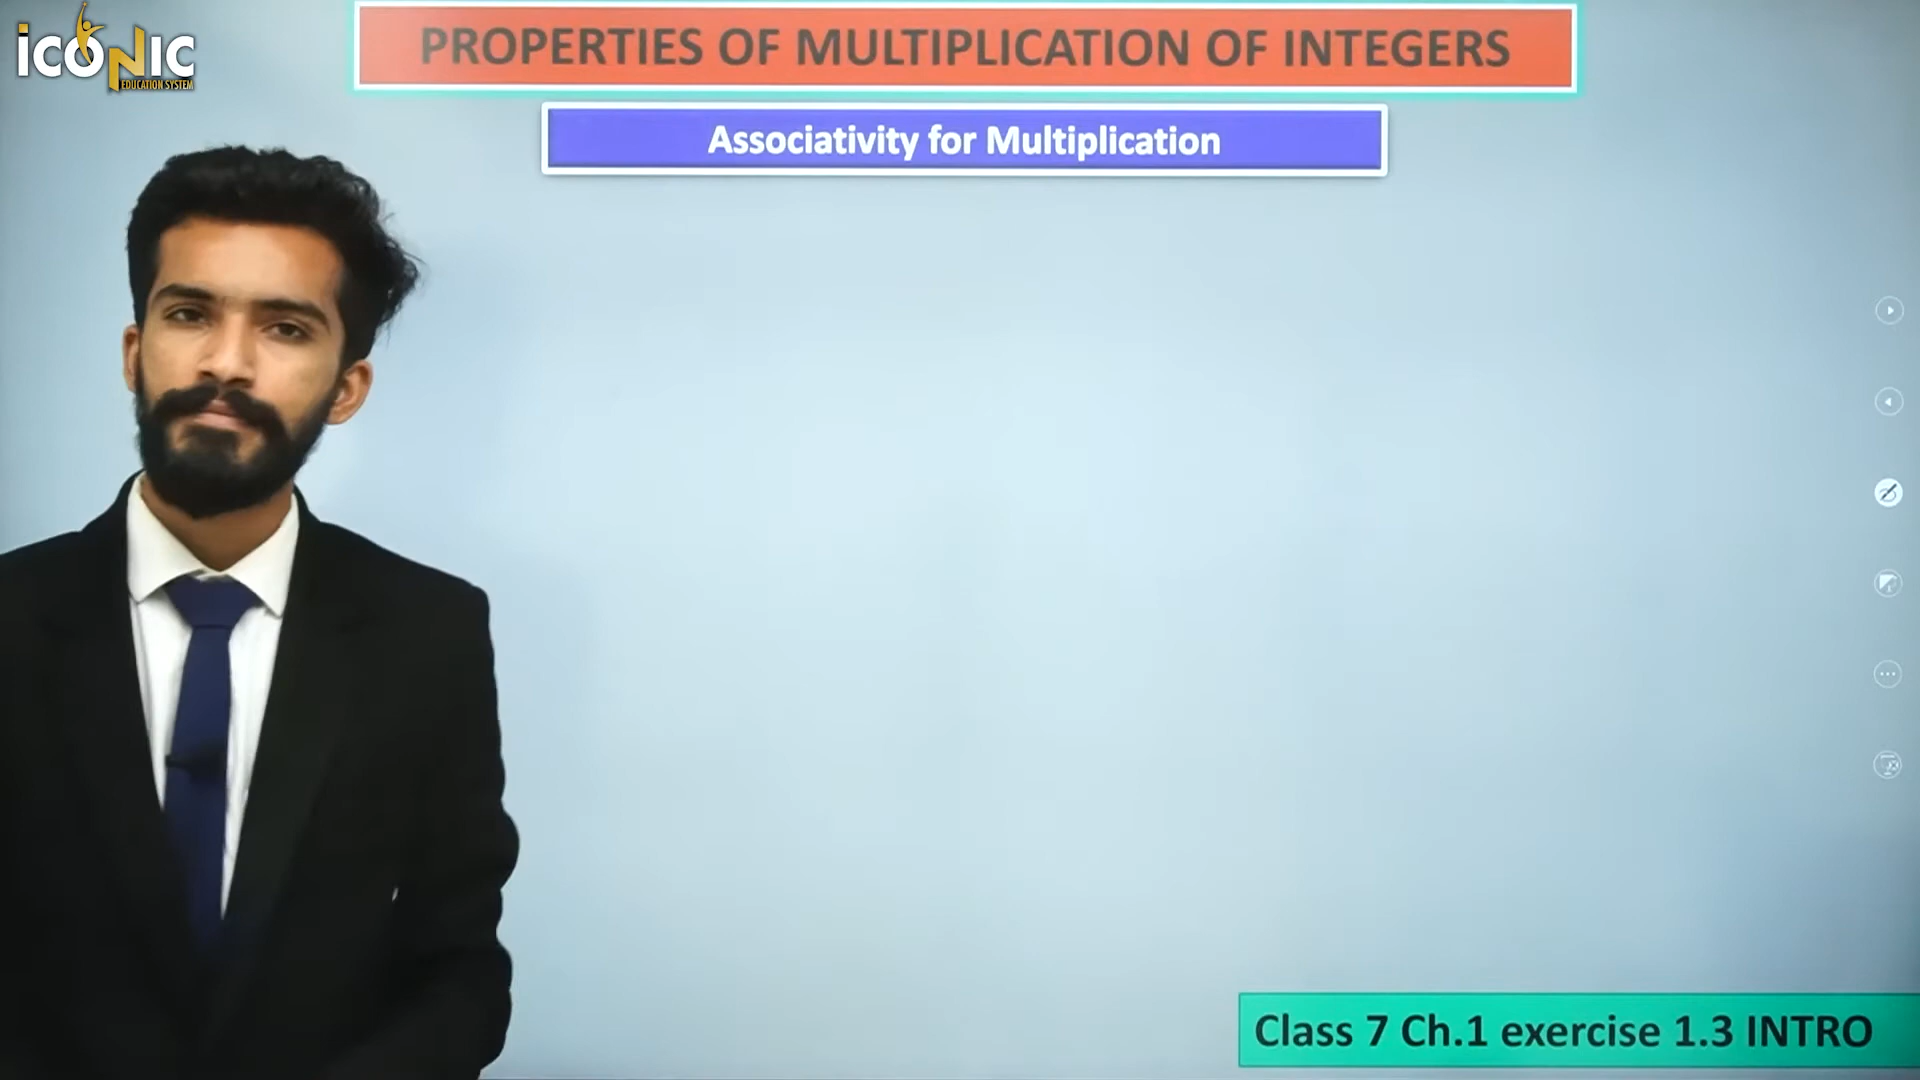 iCONIC
EDUCATION SYSTEM
PROPERTIES OF MULTIPLICATION OF INTEGERS
Associativity for Multiplication
Class 7 Ch.1 exercise 1.3 INTRO